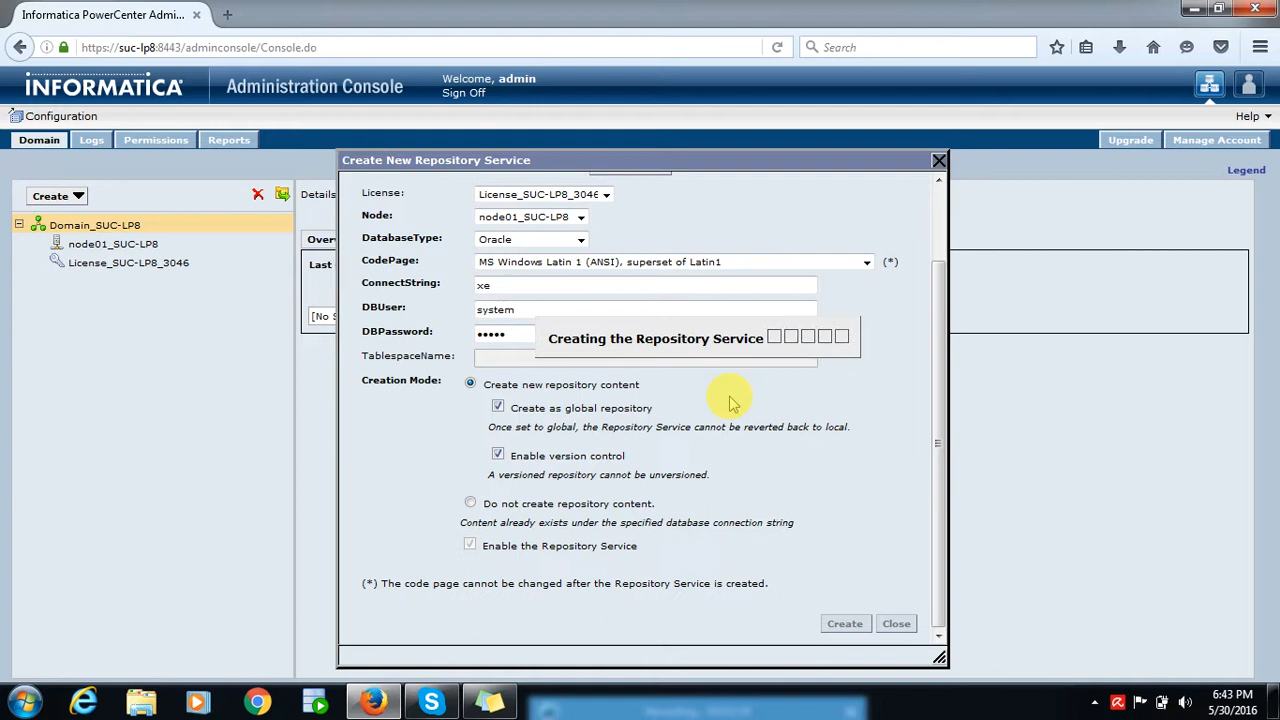 Informatica PowerCenter Admi...
https://suc-lp8:8443/adminconsole/Console.do
Search
INFORMATICA
Administration Console
Welcome, admin
Sign Off
Configuration
Help
Domain
Logs
Permissions
Reports
Upgrade
Manage Account
Legend
Create
Domain_SUC-LP8
node01_SUC-LP8
License_SUC-LP8_3046
Details
Over
Last
[No S
Create New Repository Service
License:
License_SUC-LP8_3046
Node:
node01_SUC-LP8
DatabaseType:
Oracle
CodePage:
MS Windows Latin 1 (ANSI), superset of Latin1
(*)
ConnectString:
xe
DBUser:
system
DBPassword:
•••••
Creating the Repository Service
TablespaceName:
Creation Mode:
Create new repository content
Create as global repository
Once set to global, the Repository Service cannot be reverted back to local.
Enable version control
A versioned repository cannot be unversioned.
Do not create repository content.
Content already exists under the specified database connection string
Enable the Repository Service
(*) The code page cannot be changed after the Repository Service is created.
Create
Close
6:43 PM
5/30/2016